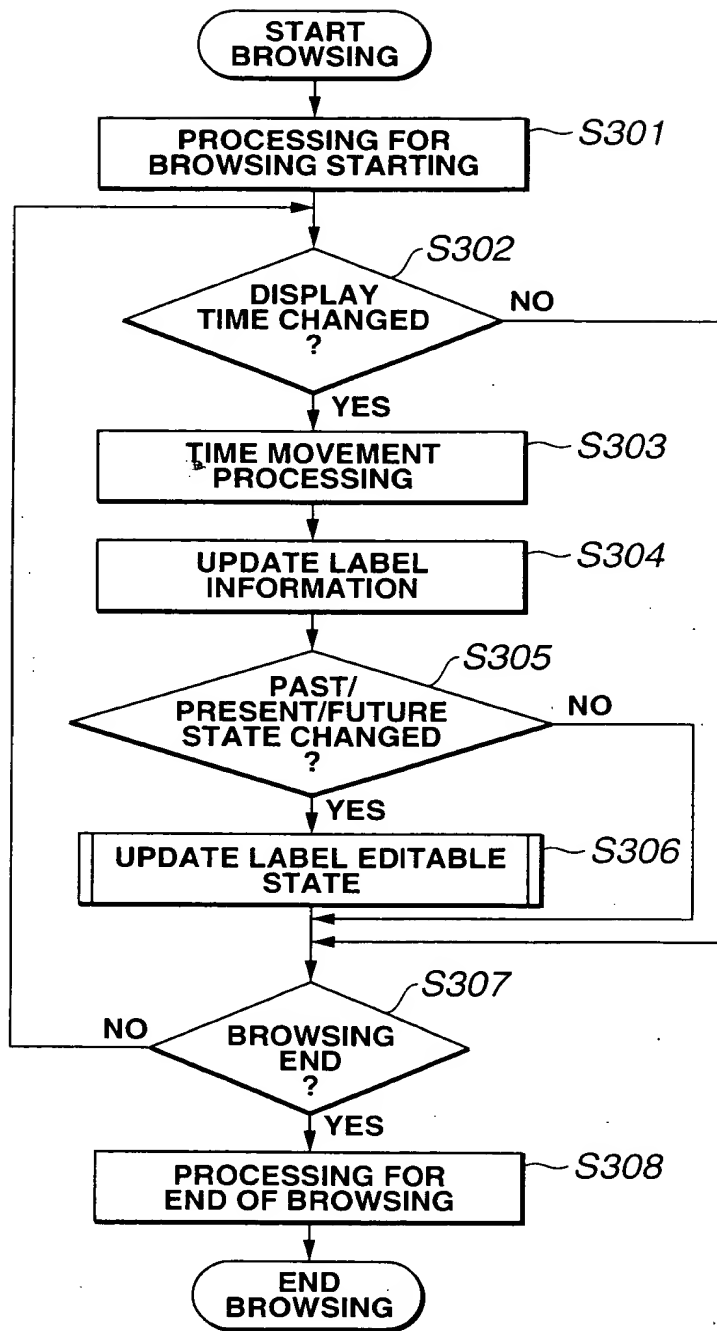 START
BROWSING
PROCESSING FOR
BROWSING STARTING
S301
S302
DISPLAY
TIME CHANGED
?
NO
YES
TIME MOVEMENT
PROCESSING
S303
UPDATE LABEL
INFORMATION
S304
S305
PAST/
PRESENT/FUTURE
STATE CHANGED
?
NO
YES
UPDATE LABEL EDITABLE
STATE
S306
S307
NO
BROWSING
END
?
YES
PROCESSING FOR
END OF BROWSING
S308
END
BROWSING